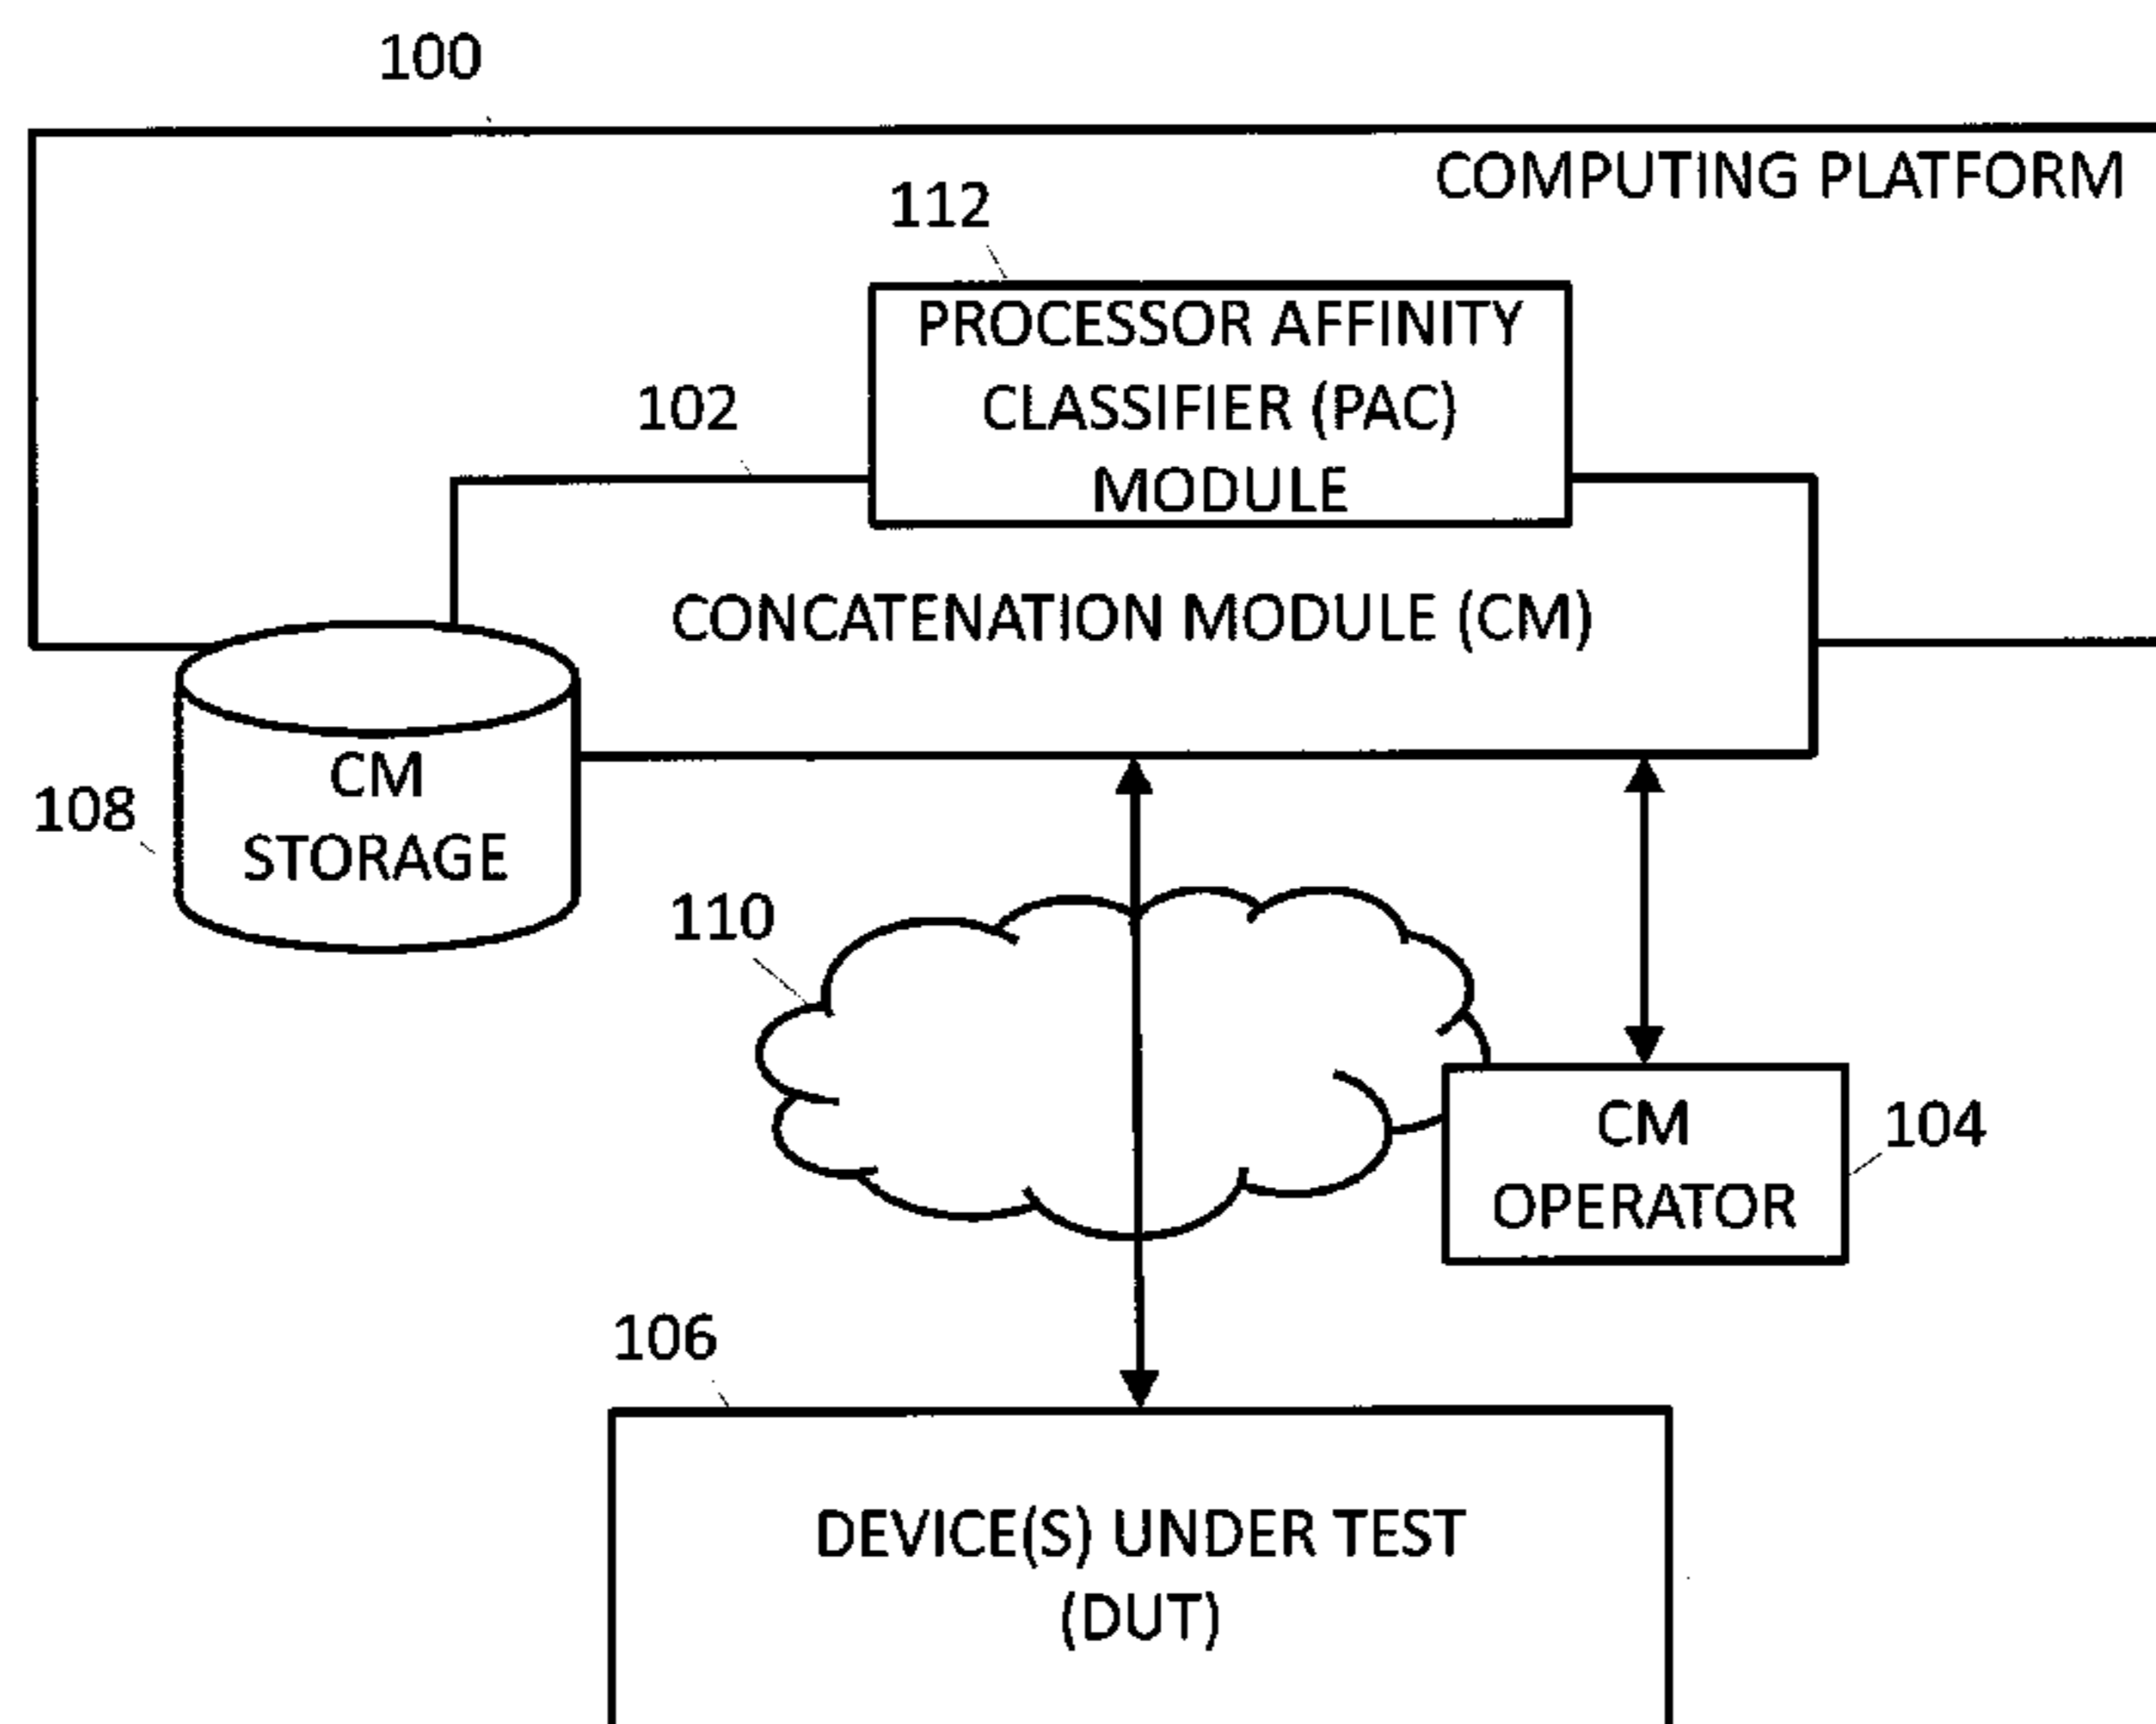 100
COMPUTING PLATFORM
112
PROCESSOR AFFINITY
CLASSIFIER (PAC)
MODULE
102
CONCATENATION MODULE (CM)
CM
STORAGE
108
110
CM
OPERATOR
104
106
DEVICE(S) UNDER TEST
(DUT)